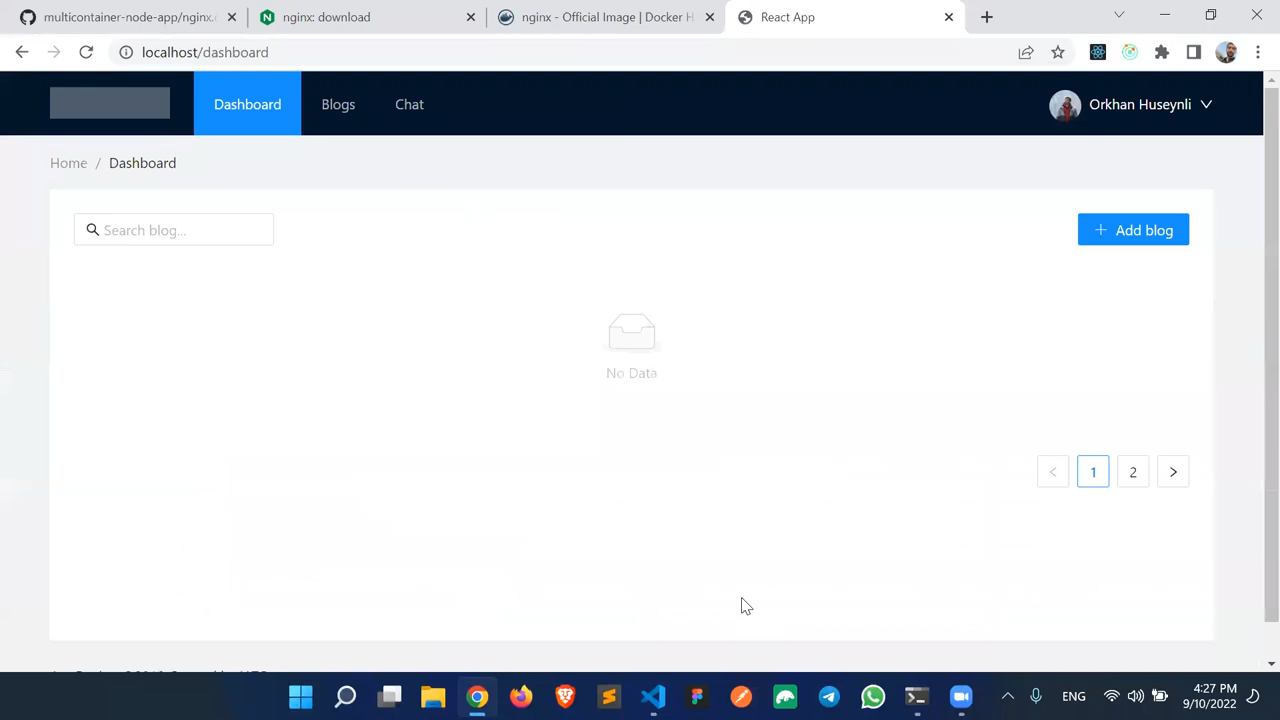 multicontainer-node-app/nginx.
nginx: download
nginx - Official Image | Docker H
React App
localhost/dashboard
Dashboard
Blogs
Chat
Orkhan Huseynli
Home / Dashboard
Search blog...
+ Add blog
No Data
< 1 2 >
ENG
4:27 PM
9/10/2022